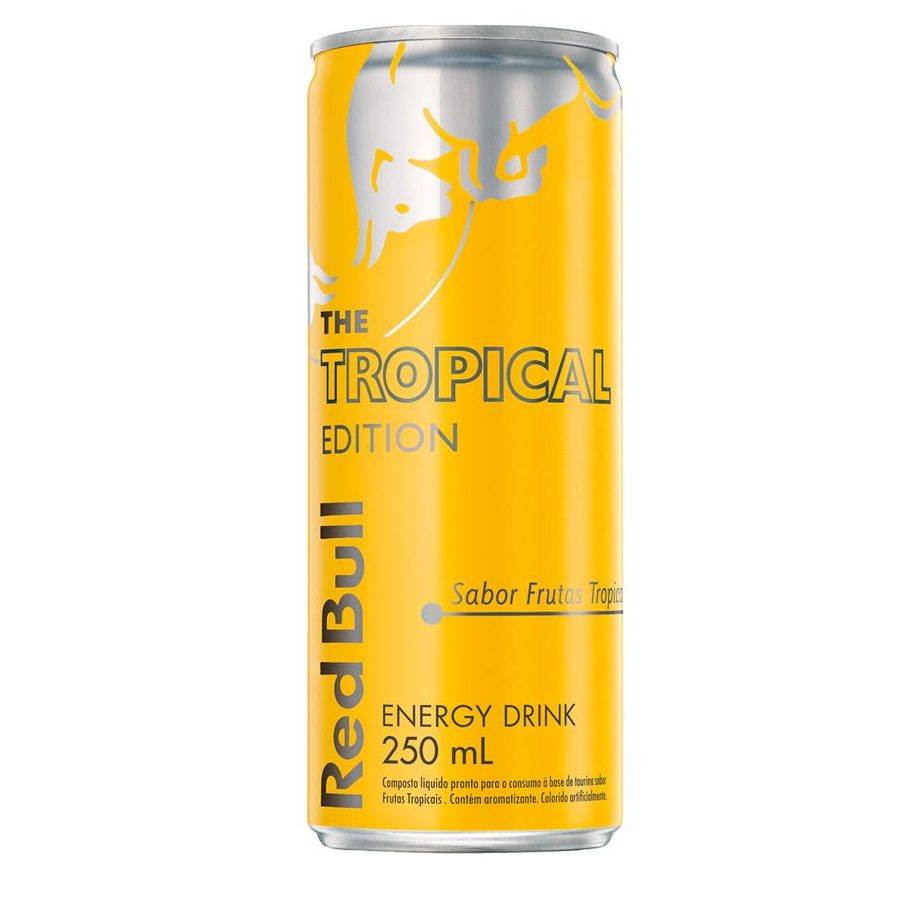 THE
TROPICAL
EDITION
Red Bull
Sabor Frutas
ENERGY DRINK
250 mL
Composto líquido pronto para o consumo à base de taurina sabor
Frutas Tropicais . Contém aromatizante. Colorido artificialmente.